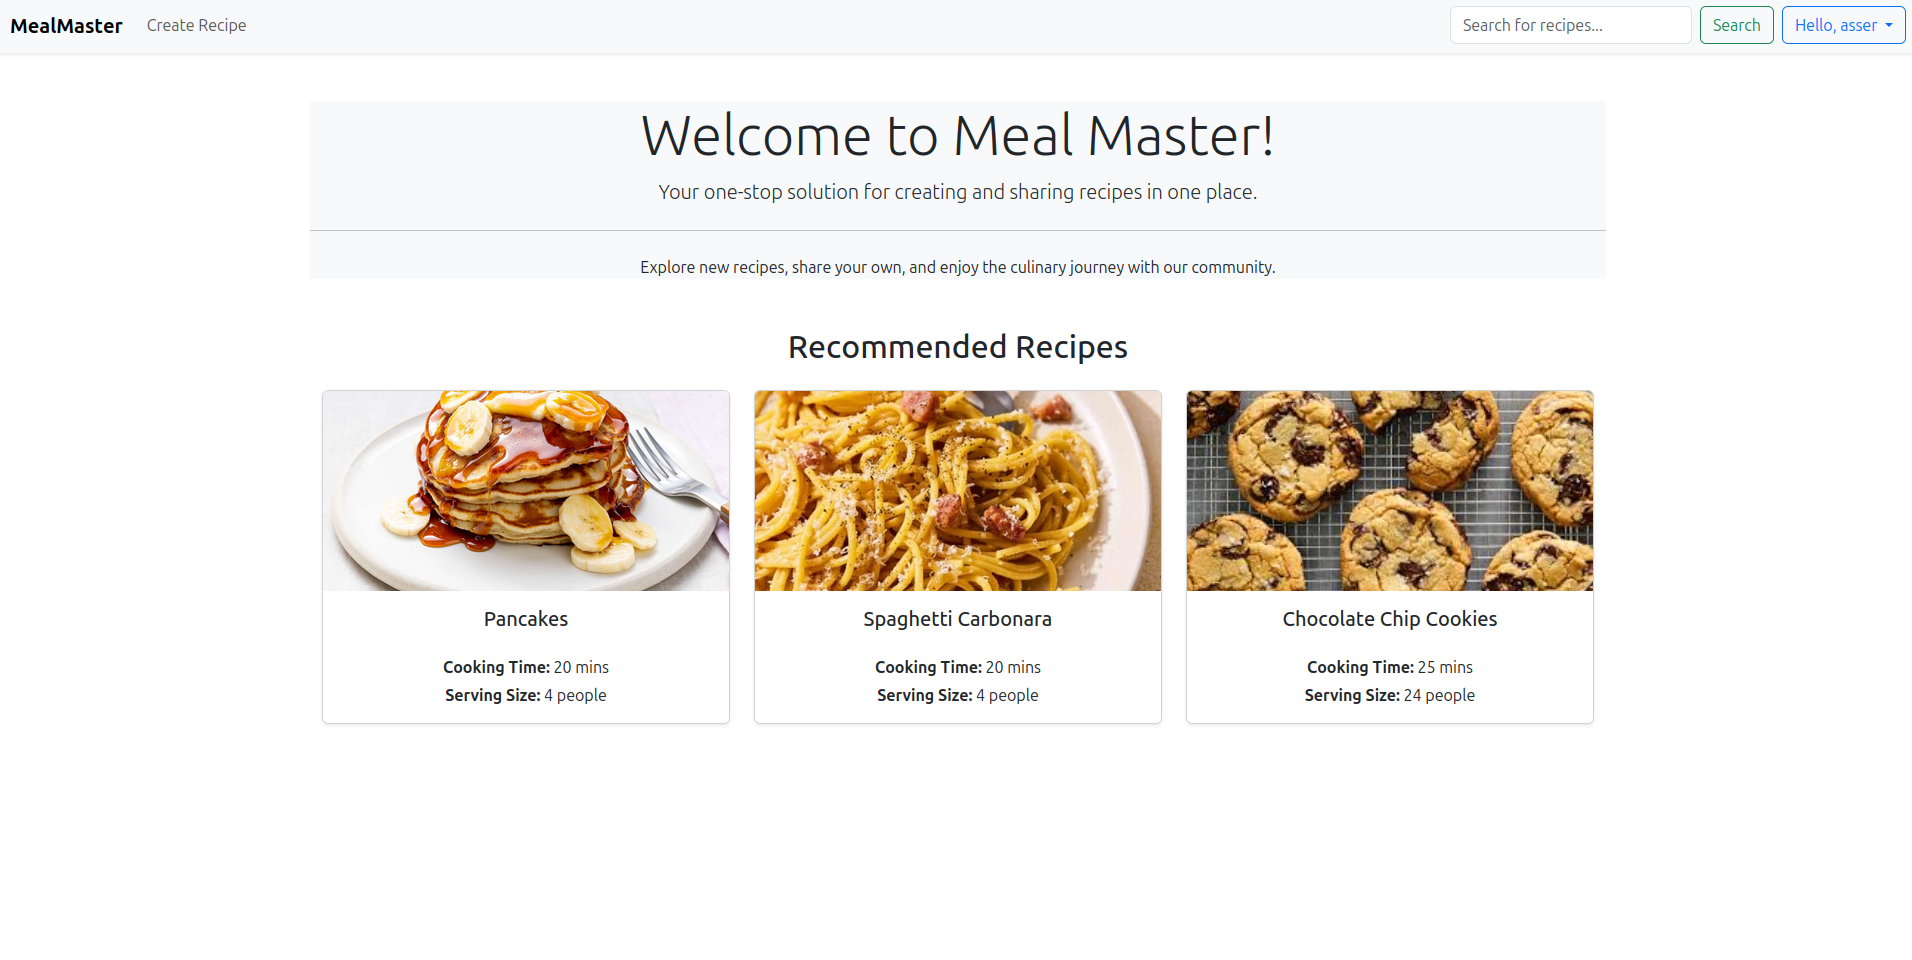 MealMaster Create Recipe Search for recipes... Search Hello, asser
Welcome to Meal Master!
Your one-stop solution for creating and sharing recipes in one place.
Explore new recipes, share your own, and enjoy the culinary journey with our community.
Recommended Recipes
Pancakes
Cooking Time: 20 mins
Serving Size: 4 people
Spaghetti Carbonara
Cooking Time: 20 mins
Serving Size: 4 people
Chocolate Chip Cookies
Cooking Time: 25 mins
Serving Size: 24 people